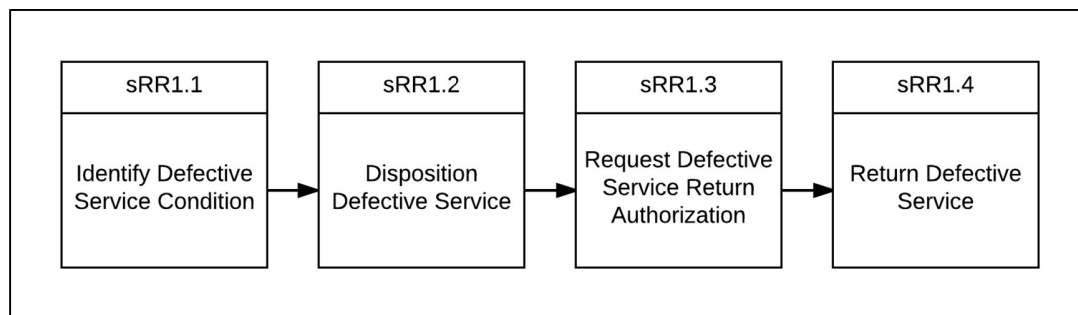 sRR1.1
Identify Defective
Service Condition
sRR1.2
Disposition
Defective Service
sRR1.3
Request Defective
Service Return
Authorization
sRR1.4
Return Defective
Service